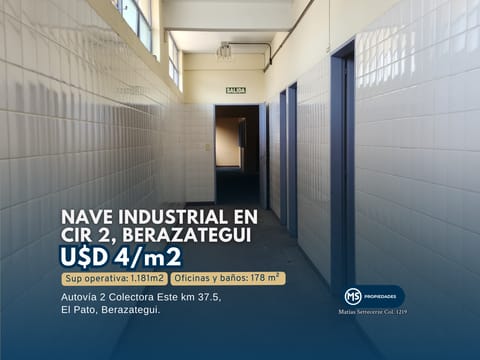 SALIDA
NAVE INDUSTRIAL EN
CIR 2, BERAZATEGUI
U$D 4/m2
Sup operativa: 1.181m2 Oficinas y baños: 178 m²
Autovía 2 Colectora Este km 37.5,
El Pato, Berazategui.
MS PROPIEDADES
Matías Setrecerze Col. 1219